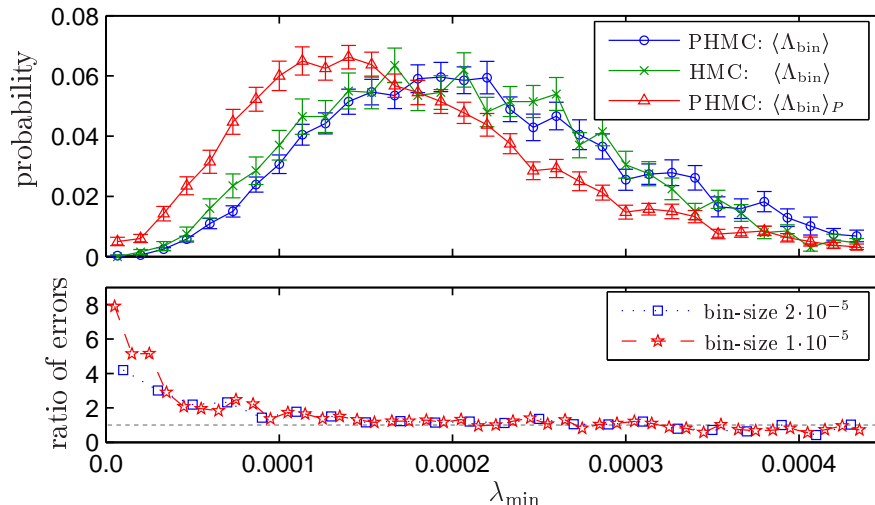 probability
0.08
0.06
0.04
0.02
0
PHMC: ⟨Λbin⟩
HMC: ⟨Λbin⟩
PHMC: ⟨Λbin⟩P
ratio of errors
8
6
4
2
0
bin-size 2·10⁻⁵
bin-size 1·10⁻⁵
0.0 0.0001 0.0002 0.0003 0.0004
λmin